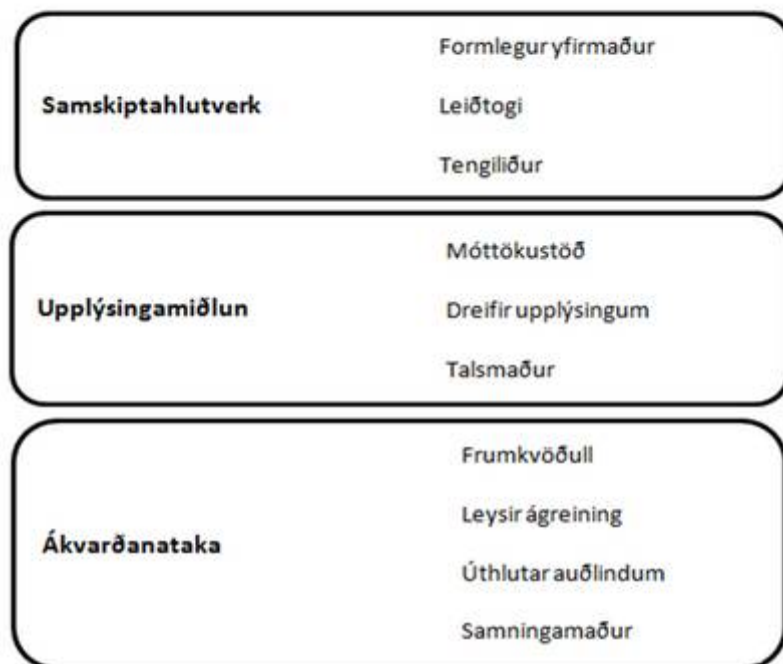 Formlegur yfirmaður
Samskiptahlutverk
Leiðtogi
Tengiliður
Móttökustöð
Upplýsingamiðlun
Dreifir upplýsingum
Talsmaður
Frumkvöðull
Leysir ágreining
Ákvarðanataka
Úthlutar auðlindum
Samningamaður